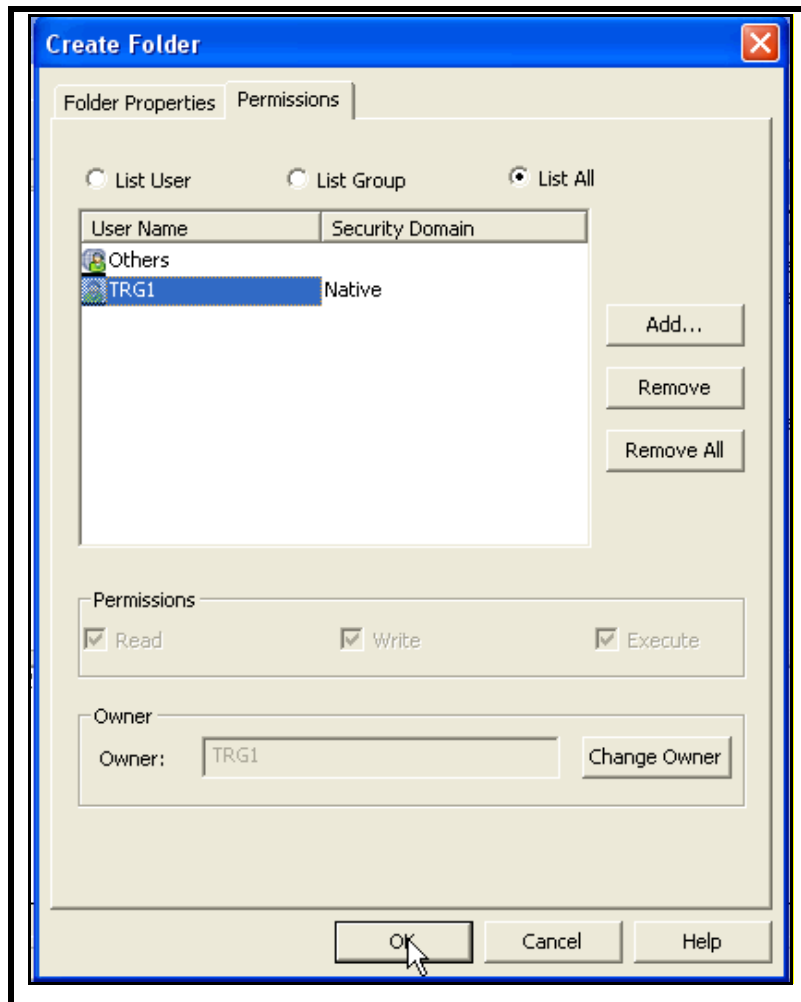 Create Folder
Folder Properties Permissions
List User List Group List All
User Name Security Domain
Others
TRG1 Native
Add...
Remove
Remove All
Permissions
Read Write Execute
Owner
Owner: TRG1 Change Owner
OK Cancel Help